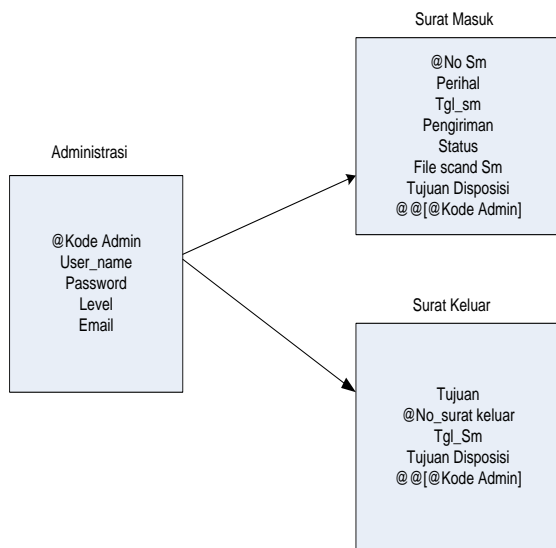 Surat Masuk
@No Sm
Perihal
Tgl_sm
Pengiriman
Status
File scand Sm
Tujuan Disposisi
@@[@Kode Admin]
Administrasi
@Kode Admin
User_name
Password
Level
Email
Surat Keluar
Tujuan
@No_surat keluar
Tgl_Sm
Tujuan Disposisi
@@[@Kode Admin]